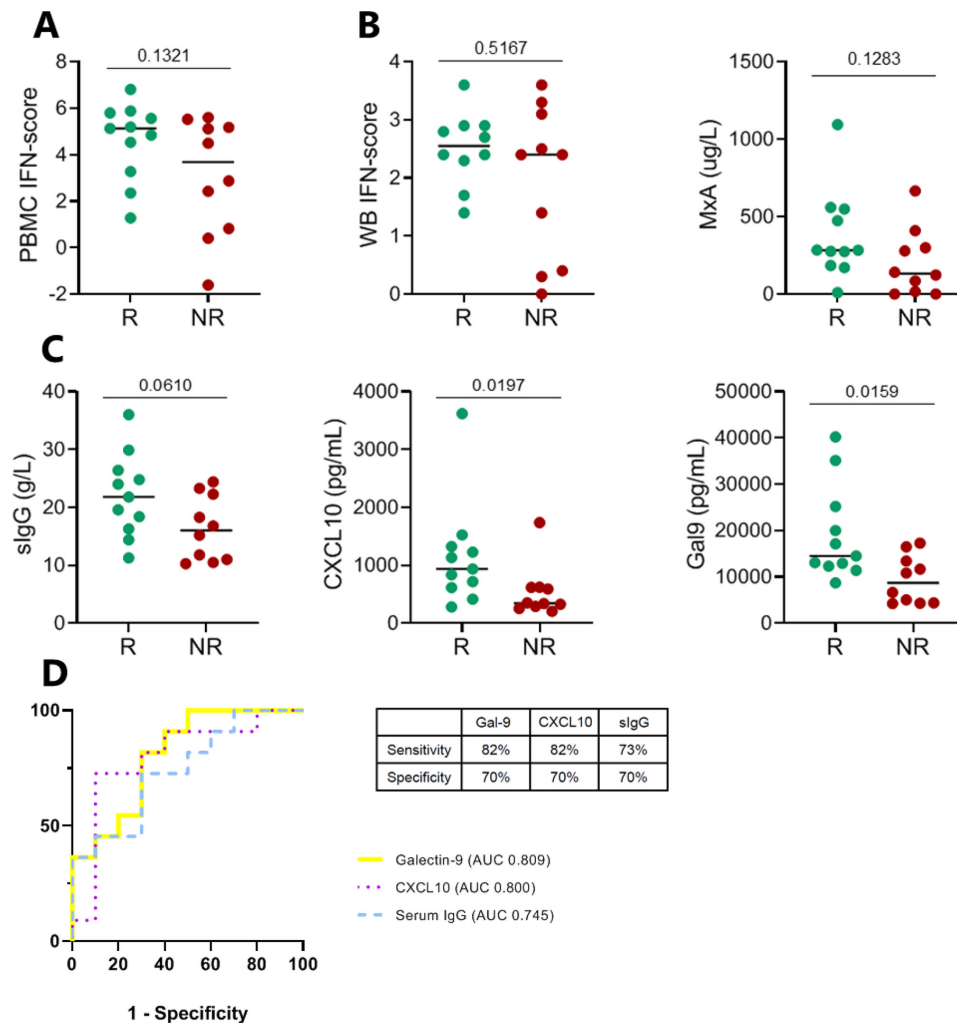 A
B
0.1321
0.5167
0.1283
PBMC IFN-score
8
6
4
2
0
-2
R
NR
WB IFN-score
4
3
2
1
0
R
NR
MxA (ug/L)
1500
1000
500
0
R
NR
C
0.0610
0.0197
0.0159
sIgG (g/L)
40
30
20
10
0
R
NR
CXCL10 (pg/mL)
4000
3000
2000
1000
0
R
NR
Gal9 (pg/mL)
50000
40000
30000
20000
10000
0
R
NR
D
100
50
0
0 20 40 60 80 100
1 - Specificity
Gal-9 CXCL10 sIgG
Sensitivity 82% 82% 73%
Specificity 70% 70% 70%
Galectin-9 (AUC 0.809)
CXCL10 (AUC 0.800)
Serum IgG (AUC 0.745)